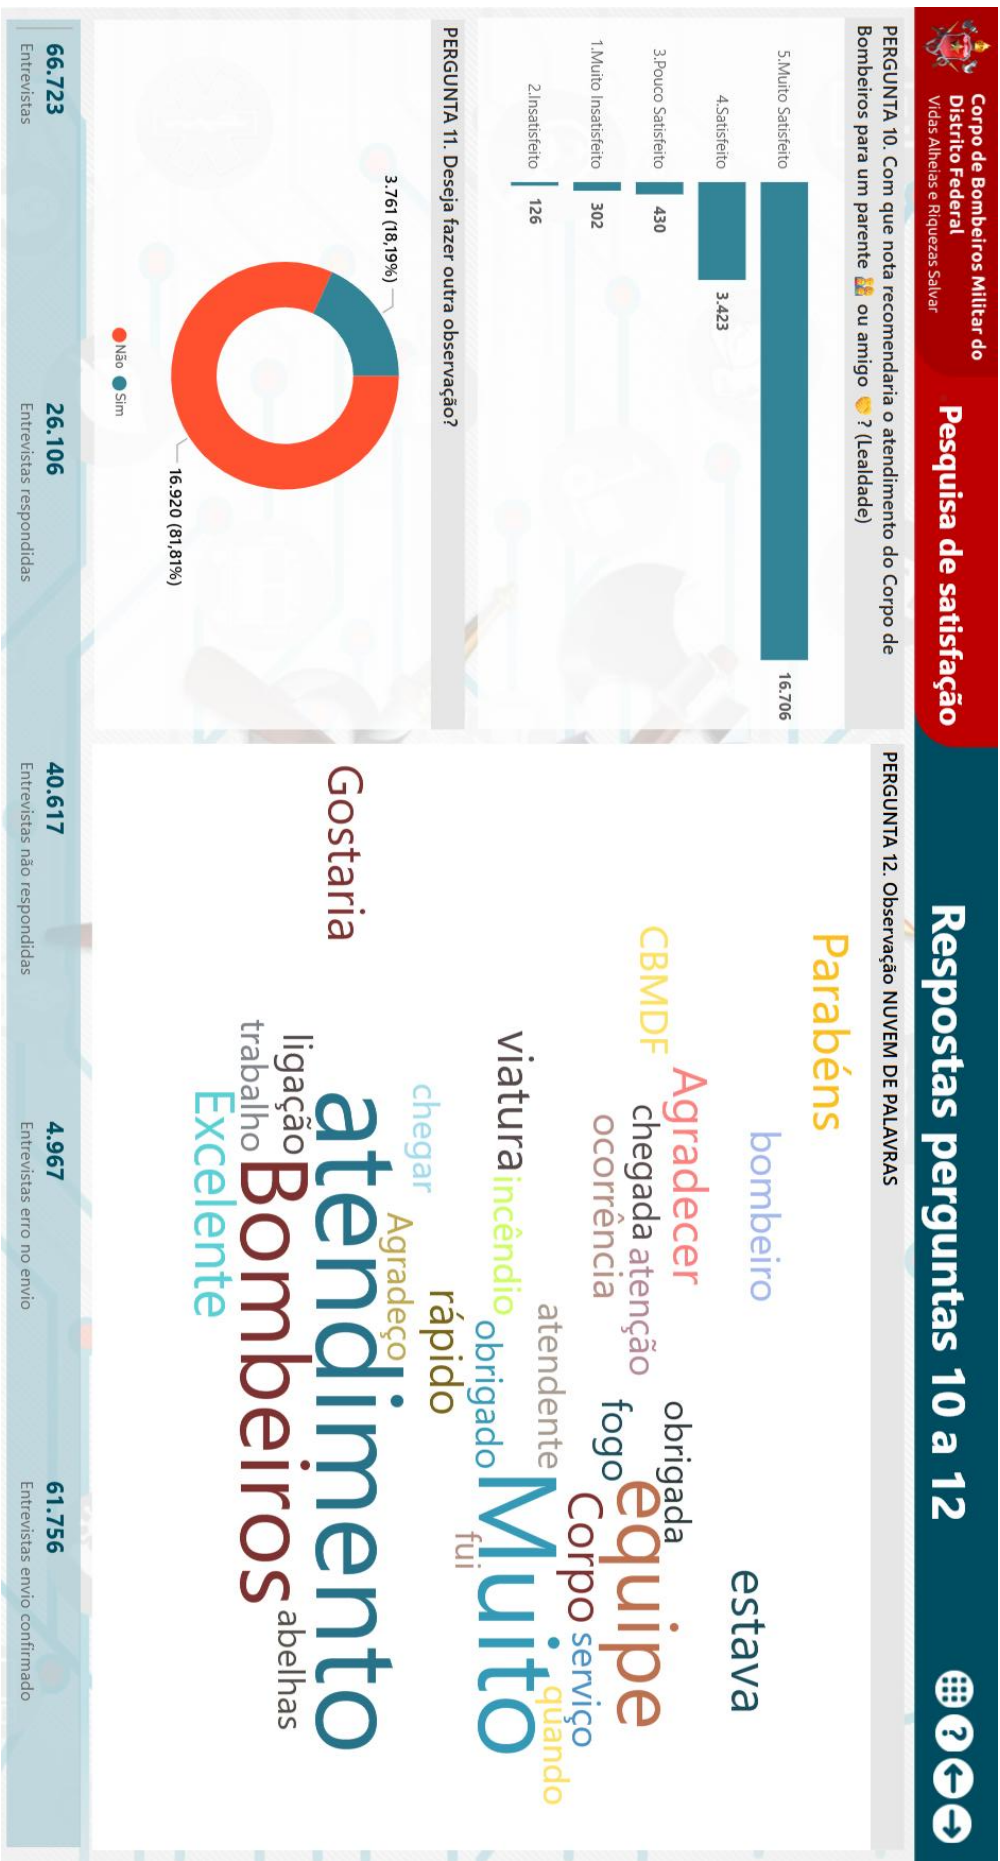 Corpo de Bombeiros Militar do
Distrito Federal
Vidas Alheias e Riquezas Salvar
Pesquisa de satisfação
Respostas perguntas 10 a 12
?
PERGUNTA 10. Com que nota recomendaria o atendimento do Corpo de
Bombeiros para um parente 👨‍👩‍👧‍👦 ou amigo 🤝 ? (Lealdade)
5.Muito Satisfeito 16.706
4.Satisfeito 3.423
3.Pouco Satisfeito 430
1.Muito Insatisfeito 302
2.Insatisfeito 126
PERGUNTA 11. Deseja fazer outra observação?
3.761 (18,19%)
16.920 (81,81%)
Não Sim
PERGUNTA 12. Observação NUVEM DE PALAVRAS
Parabéns
bombeiro
estava
Agradecer
obrigada
CBMDF
chegada
atenção
equipe
ocorrência
fogo
Corpo
serviço
atendente
quando
viatura
incêndio
obrigado
Muito
fui
rápido
chegar
Agradeço
Gostaria
atendimento
ligação
Bombeiros
abelhas
trabalho
Excelente
66.723
Entrevistas
26.106
Entrevistas respondidas
40.617
Entrevistas não respondidas
4.967
Entrevistas erro no envio
61.756
Entrevistas envio confirmado